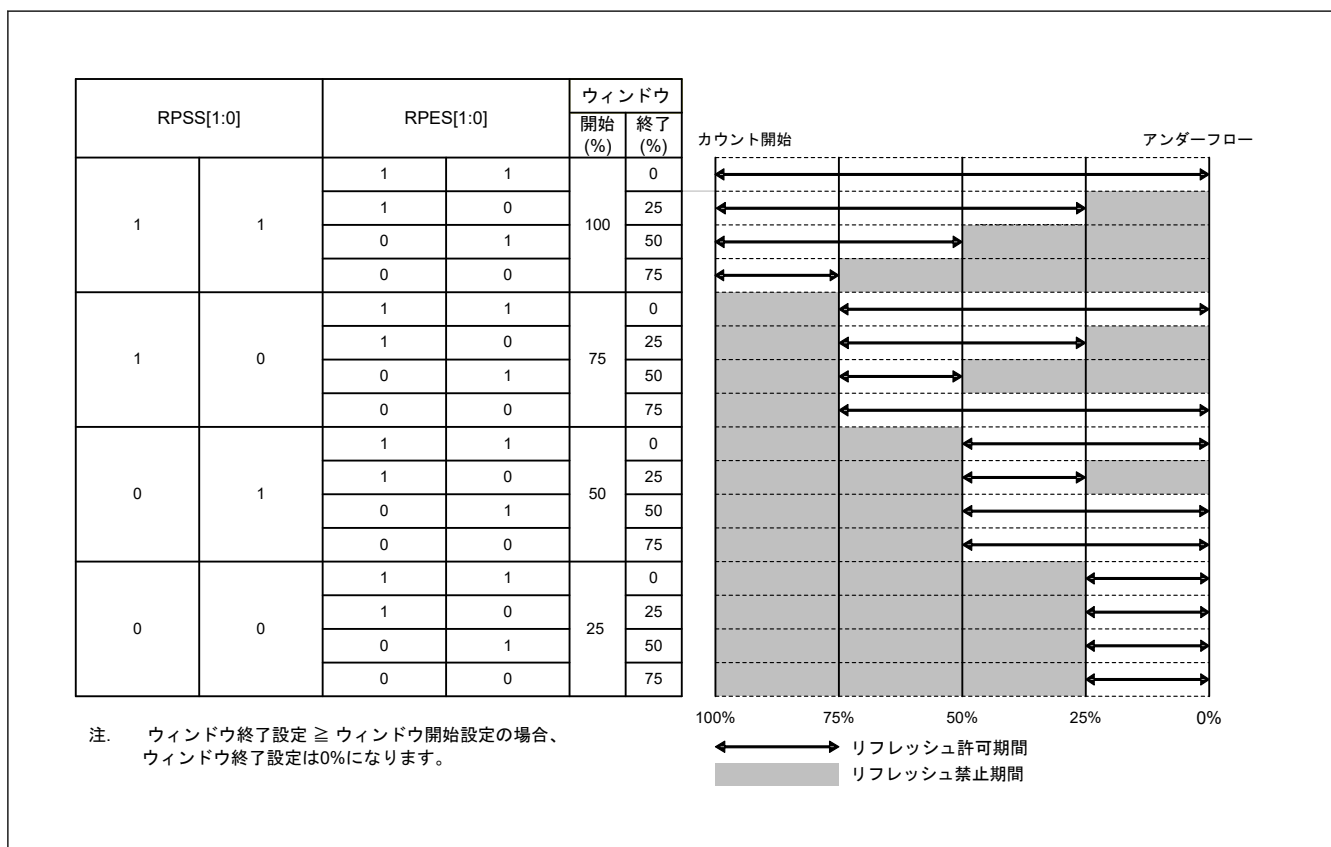 RPSS[1:0] RPES[1:0] ウィンドウ
開始(%) 終了(%)
カウント開始 アンダーフロー
1 1 1 1 100 0
1 0 25
0 1 50
0 0 75
1 0 1 1 75 0
1 0 25
0 1 50
0 0 75
0 1 1 1 50 0
1 0 25
0 1 50
0 0 75
0 0 1 1 25 0
1 0 25
0 1 50
0 0 75
100% 75% 50% 25% 0%
リフレッシュ許可期間
リフレッシュ禁止期間
注. ウィンドウ終了設定 ≧ ウィンドウ開始設定の場合、
ウィンドウ終了設定は0%になります。